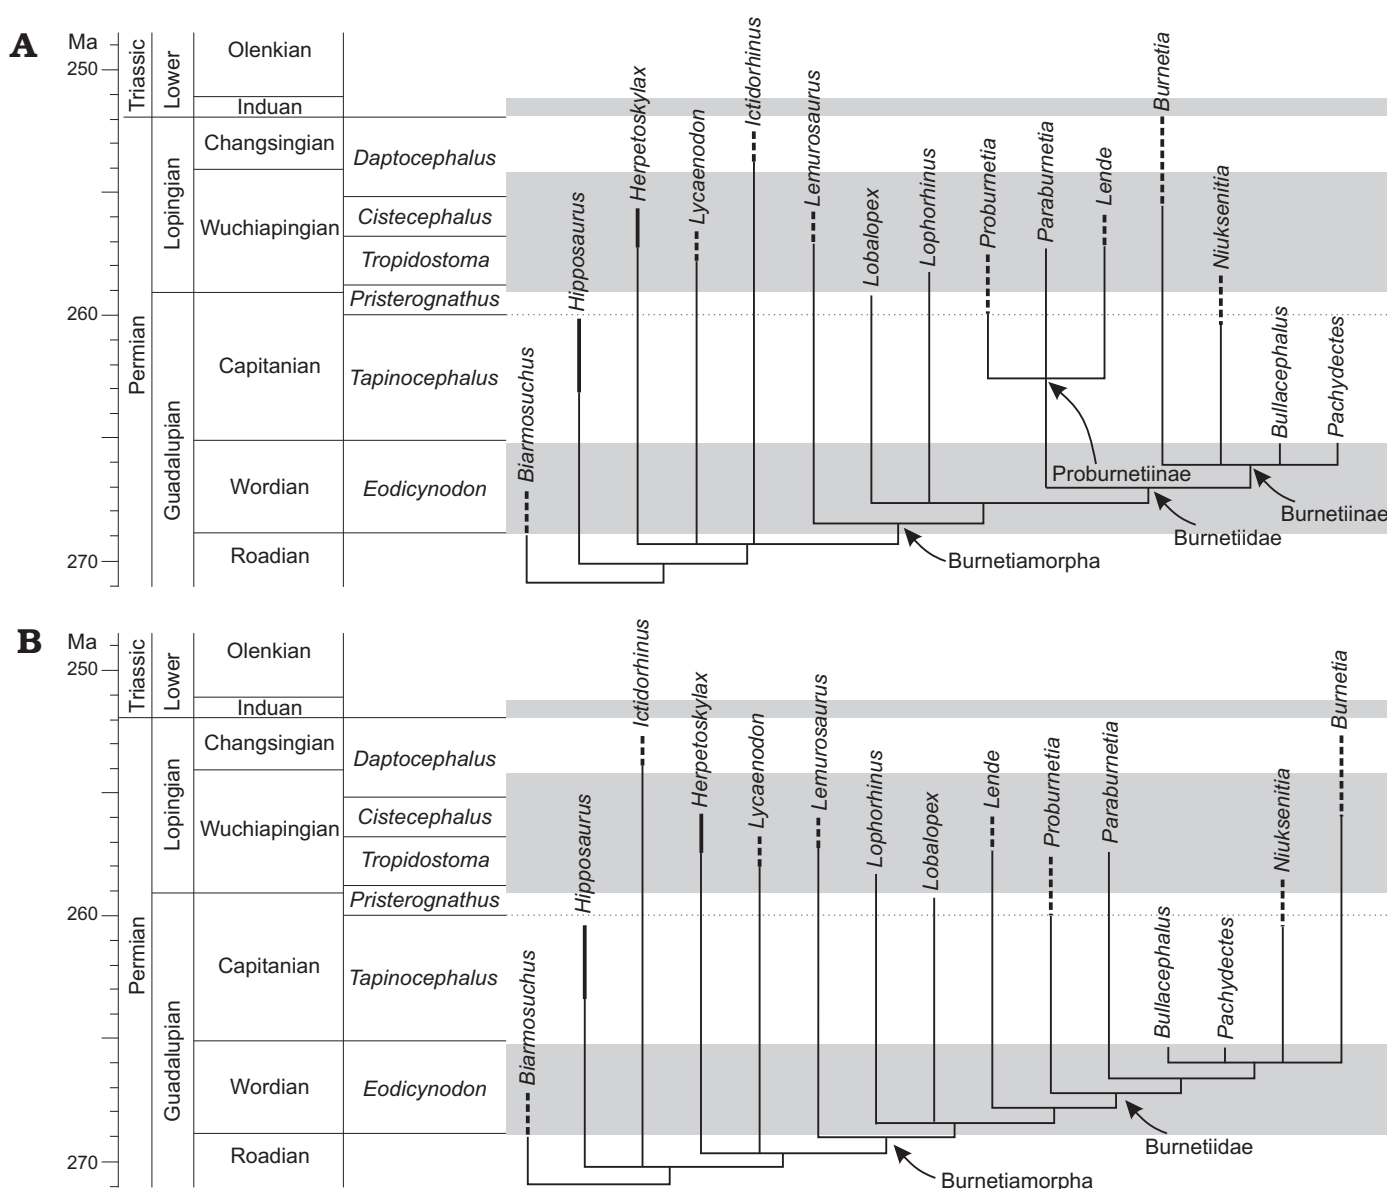 A
Ma
250
260
270
Triassic
Permian
Lower
Lopingian
Guadalupian
Olenkian
Induan
Changsingian
Wuchiapingian
Capitanian
Wordian
Roadian
Daptocephalus
Cistecephalus
Tropidostoma
Pristerognathus
Tapinocephalus
Eodicynodon
Biarmosuchus
Hipposaurus
Herpetoskylax
Lycaenodon
Ictidorhinus
Lemurosaurus
Lobalopex
Lophorhinus
Proburnetia
Paraburnetia
Lende
Burnetia
Niuksenitia
Bullacephalus
Pachydectes
Proburnetiinae
Burnetiinae
Burnetiidae
Burnetiamorpha
B
Ma
250
260
270
Triassic
Permian
Lower
Lopingian
Guadalupian
Olenkian
Induan
Changsingian
Wuchiapingian
Capitanian
Wordian
Roadian
Daptocephalus
Cistecephalus
Tropidostoma
Pristerognathus
Tapinocephalus
Eodicynodon
Biarmosuchus
Hipposaurus
Ictidorhinus
Herpetoskylax
Lycaenodon
Lemurosaurus
Lophorhinus
Lobalopex
Lende
Proburnetia
Paraburnetia
Bullacephalus
Pachydectes
Niuksenitia
Burnetia
Burnetiidae
Burnetiamorpha